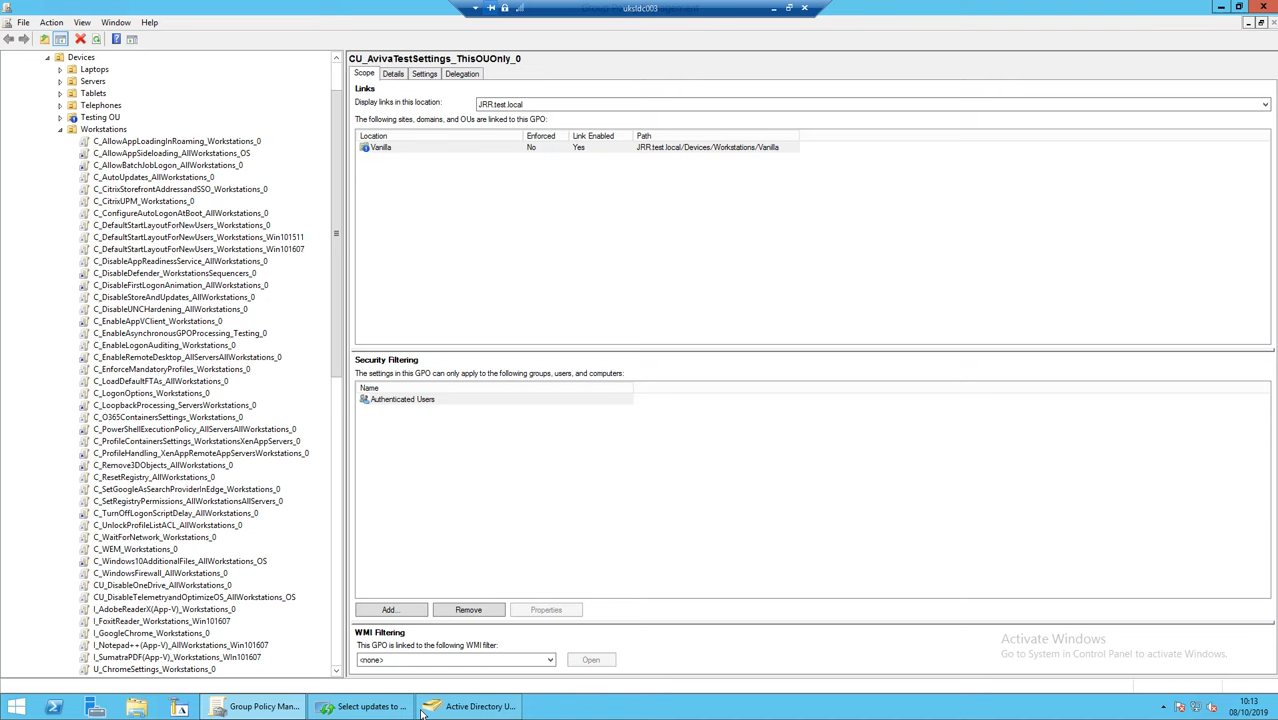 uksldc003
File Action View Window Help
Devices
Laptops
Servers
Tablets
Telephones
Testing OU
Workstations
C_AllowAppLoadingInRoaming_Workstations_0
C_AllowAppSideloading_AllWorkstations_OS
C_AllowBatchJobLogon_AllWorkstations_0
C_AutoUpdates_AllWorkstations_0
C_CitrixStorefrontAddressandSSO_Workstations_0
C_CitrixUPM_Workstations_0
C_ConfigureAutoLogonAtBoot_AllWorkstations_0
C_DefaultStartLayoutForNewUsers_Workstations_0
C_DefaultStartLayoutForNewUsers_Workstations_Win101511
C_DefaultStartLayoutForNewUsers_Workstations_Win101607
C_DisableAppReadinessService_AllWorkstations_0
C_DisableDefender_WorkstationsSequencers_0
C_DisableFirstLogonAnimation_AllWorkstations_0
C_DisableStoreAndUpdates_AllWorkstations_0
C_DisableUNCHardening_AllWorkstations_0
C_EnableAppVClient_Workstations_0
C_EnableAsynchronousGPOProcessing_Testing_0
C_EnableLogonAuditing_Workstations_0
C_EnableRemoteDesktop_AllServersAllWorkstations_0
C_EnforceMandatoryProfiles_Workstations_0
C_LoadDefaultFTAs_AllWorkstations_0
C_LogonOptions_Workstations_0
C_LoopbackProcessing_ServersWorkstations_0
C_O365ContainersSettings_Workstations_0
C_PowerShellExecutionPolicy_AllServersAllWorkstations_0
C_ProfileContainersSettings_WorkstationsXenAppServers_0
C_ProfileHandling_XenAppRemoteAppServersWorkstations_0
C_Remove3DObjects_AllWorkstations_0
C_ResetRegistry_AllWorkstations_0
C_SetGoogleAsSearchProviderInEdge_Workstations_0
C_SetRegistryPermissions_AllWorkstationsAllServers_0
C_TurnOffLogonScriptDelay_AllWorkstations_0
C_UnlockProfileListACL_AllWorkstations_0
C_WaitForNetwork_Workstations_0
C_WEM_Workstations_0
C_Windows10AdditionalFiles_AllWorkstations_OS
C_WindowsFirewall_AllWorkstations_0
CU_DisableOneDrive_AllWorkstations_0
CU_DisableTelemetryandOptimizeOS_AllWorkstations_OS
I_AdobeReaderX(App-V)_Workstations_0
I_FoxitReader_Workstations_Win101607
I_GoogleChrome_Workstations_0
I_Notepad++(App-V)_AllWorkstations_Win101607
I_SumatraPDF(App-V)_Workstations_WIn101607
U_ChromeSettings_Workstations_0
CU_AvivaTestSettings_ThisOUOnly_0
Scope Details Settings Delegation
Links
Display links in this location: JRR.test.local
The following sites, domains, and OUs are linked to this GPO:
Location Enforced Link Enabled Path
Vanilla No Yes JRR.test.local/Devices/Workstations/Vanilla
Security Filtering
The settings in this GPO can only apply to the following groups, users, and computers:
Name
Authenticated Users
Add... Remove Properties
WMI Filtering
This GPO is linked to the following WMI filter:
<none> Open
Activate Windows
Go to System in Control Panel to activate Windows.
Group Policy Man... Select updates to ... Active Directory U...
10:13
08/10/2019